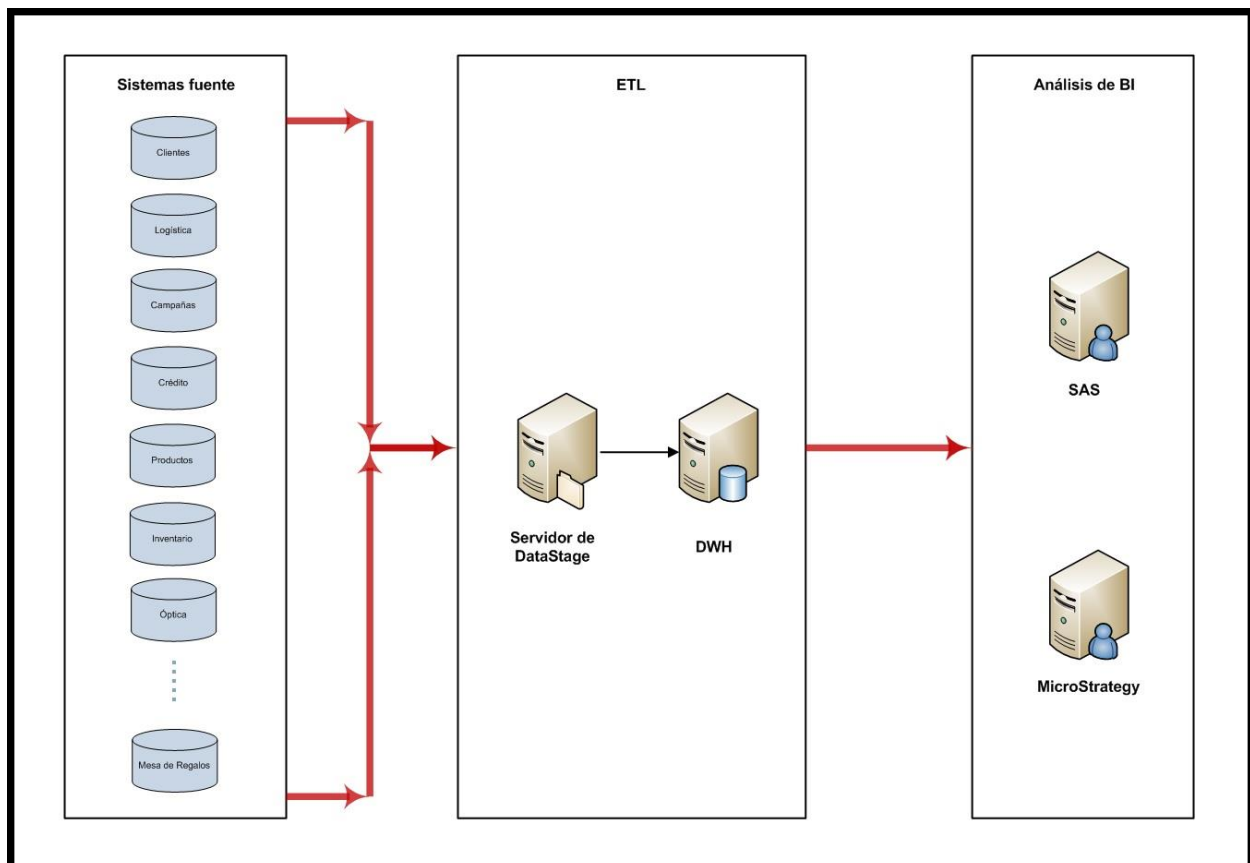 Sistemas fuente
Clientes
Logística
Campañas
Crédito
Productos
Inventario
Óptica
Mesa de Regalos
ETL
Servidor de
DataStage
DWH
Análisis de BI
SAS
MicroStrategy